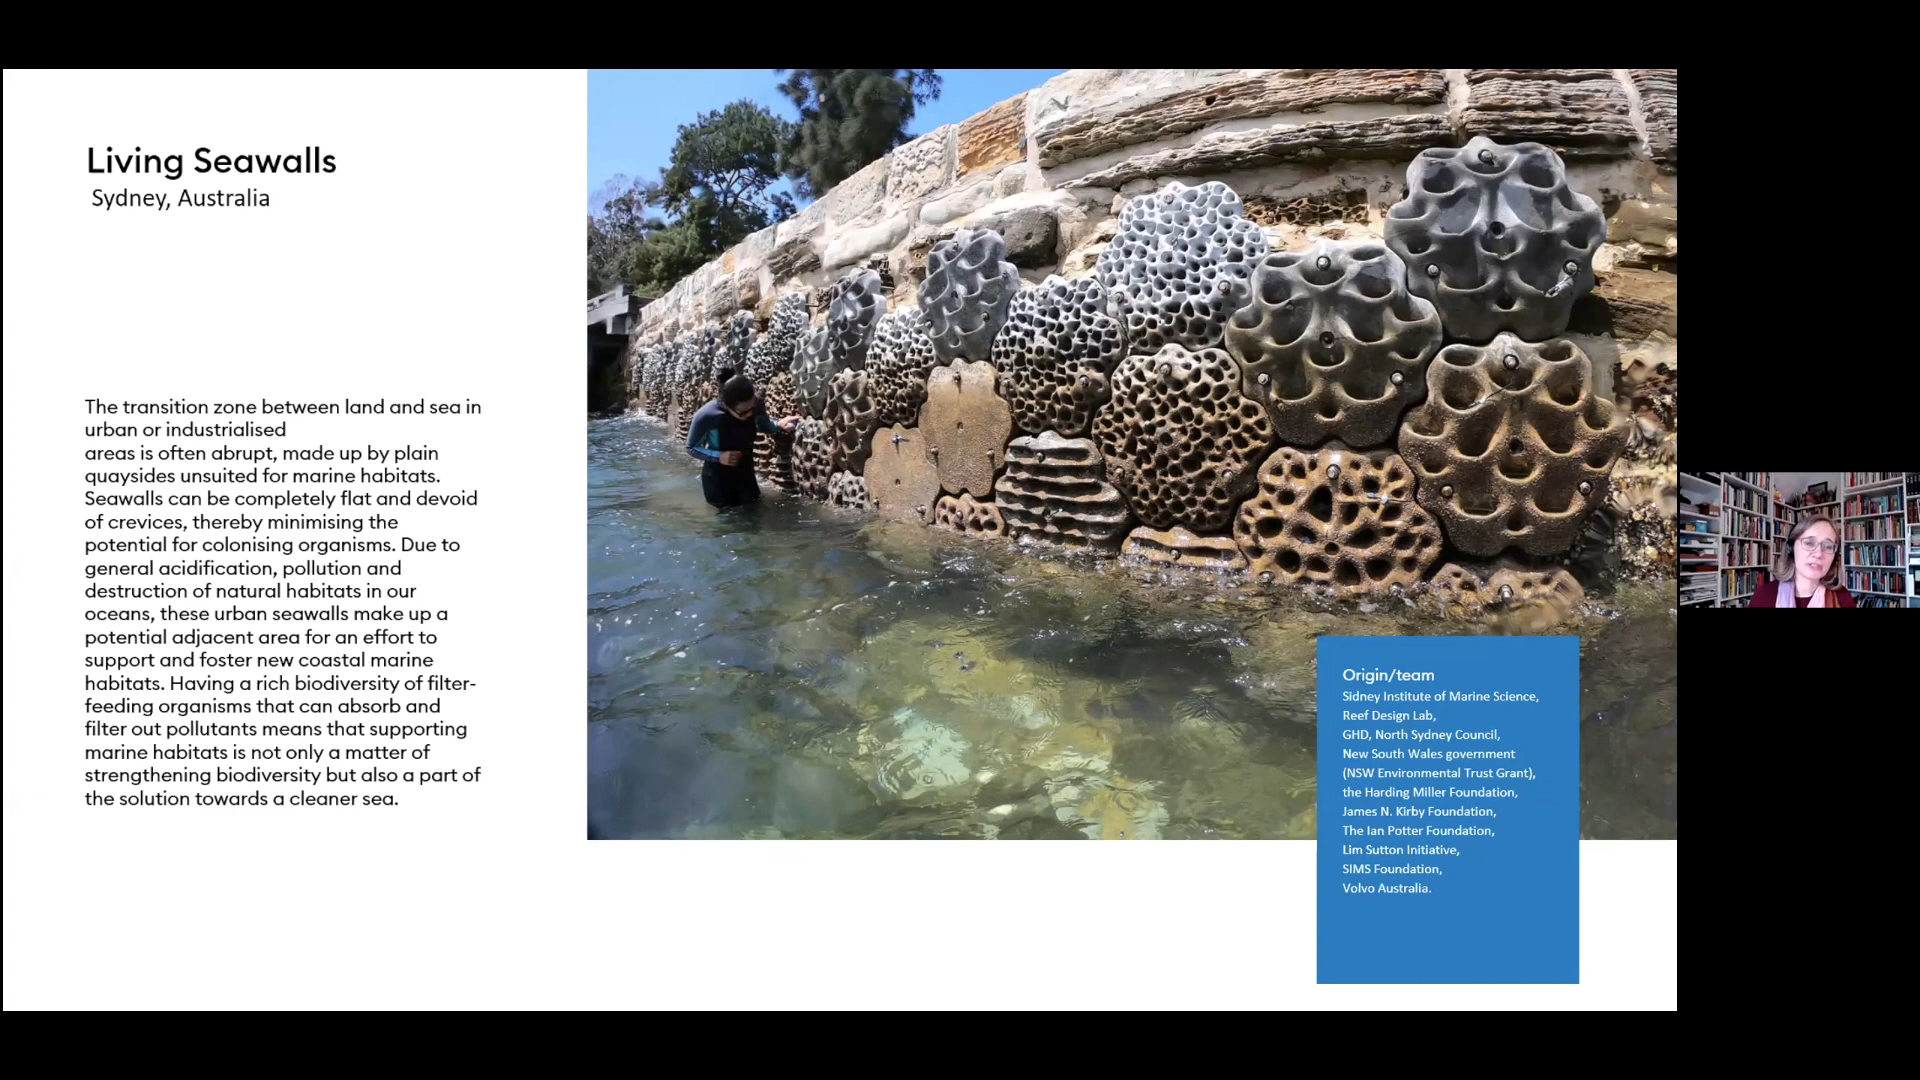 Living Seawalls
Sydney, Australia
The transition zone between land and sea in
urban or industrialised
areas is often abrupt, made up by plain
quaysides unsuited for marine habitats.
Seawalls can be completely flat and devoid
of crevices, thereby minimising the
potential for colonising organisms. Due to
general acidification, pollution and
destruction of natural habitats in our
oceans, these urban seawalls make up a
potential adjacent area for an effort to
support and foster new coastal marine
habitats. Having a rich biodiversity of filter-
feeding organisms that can absorb and
filter out pollutants means that supporting
marine habitats is not only a matter of
strengthening biodiversity but also a part of
the solution towards a cleaner sea.
Origin/team
Sidney Institute of Marine Science,
Reef Design Lab,
GHD, North Sydney Council,
New South Wales government
(NSW Environmental Trust Grant),
the Harding Miller Foundation,
James N. Kirby Foundation,
The Ian Potter Foundation,
Lim Sutton Initiative,
SIMS Foundation,
Volvo Australia.